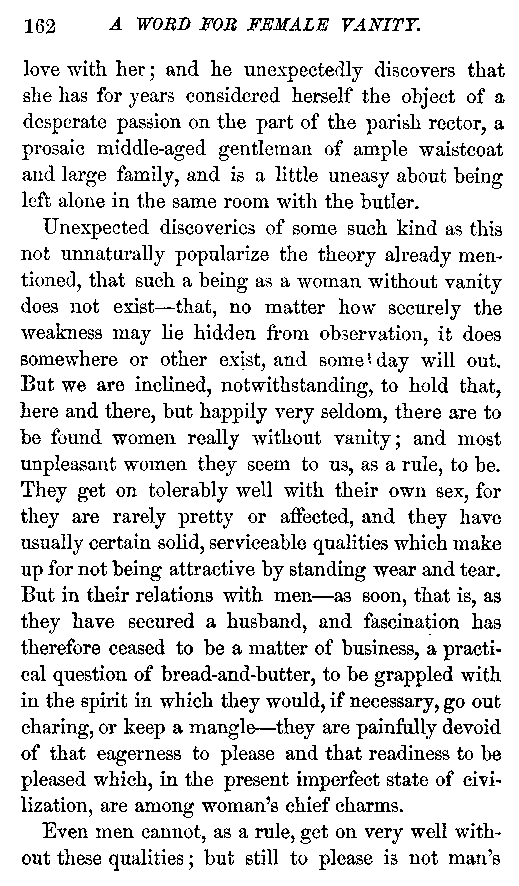 162 A WORD FOR FEMALE VANITY.
love with her; and he unexpectedly discovers that
she has for years considered herself the object of a
desperate passion on the part of the parish rector, a
prosaic middle-aged gentleman of ample waistcoat
and large family, and is a little uneasy about being
left alone in the same room with the butler.
Unexpected discoveries of some such kind as this
not unnaturally popularize the theory already men-
tioned, that such a being as a woman without vanity
does not exist—that, no matter how securely the
weakness may lie hidden from observation, it does
somewhere or other exist, and some day will out.
But we are inclined, notwithstanding, to hold that,
here and there, but happily very seldom, there are to
be found women really without vanity; and most
unpleasant women they seem to us, as a rule, to be.
They get on tolerably well with their own sex, for
they are rarely pretty or affected, and they have
usually certain solid, serviceable qualities which make
up for not being attractive by standing wear and tear.
But in their relations with men—as soon, that is, as
they have secured a husband, and fascination has
therefore ceased to be a matter of business, a practi-
cal question of bread-and-butter, to be grappled with
in the spirit in which they would, if necessary, go out
charing, or keep a mangle—they are painfully devoid
of that eagerness to please and that readiness to be
pleased which, in the present imperfect state of civi-
lization, are among woman's chief charms.
Even men cannot, as a rule, get on very well with-
out these qualities; but still to please is not man's